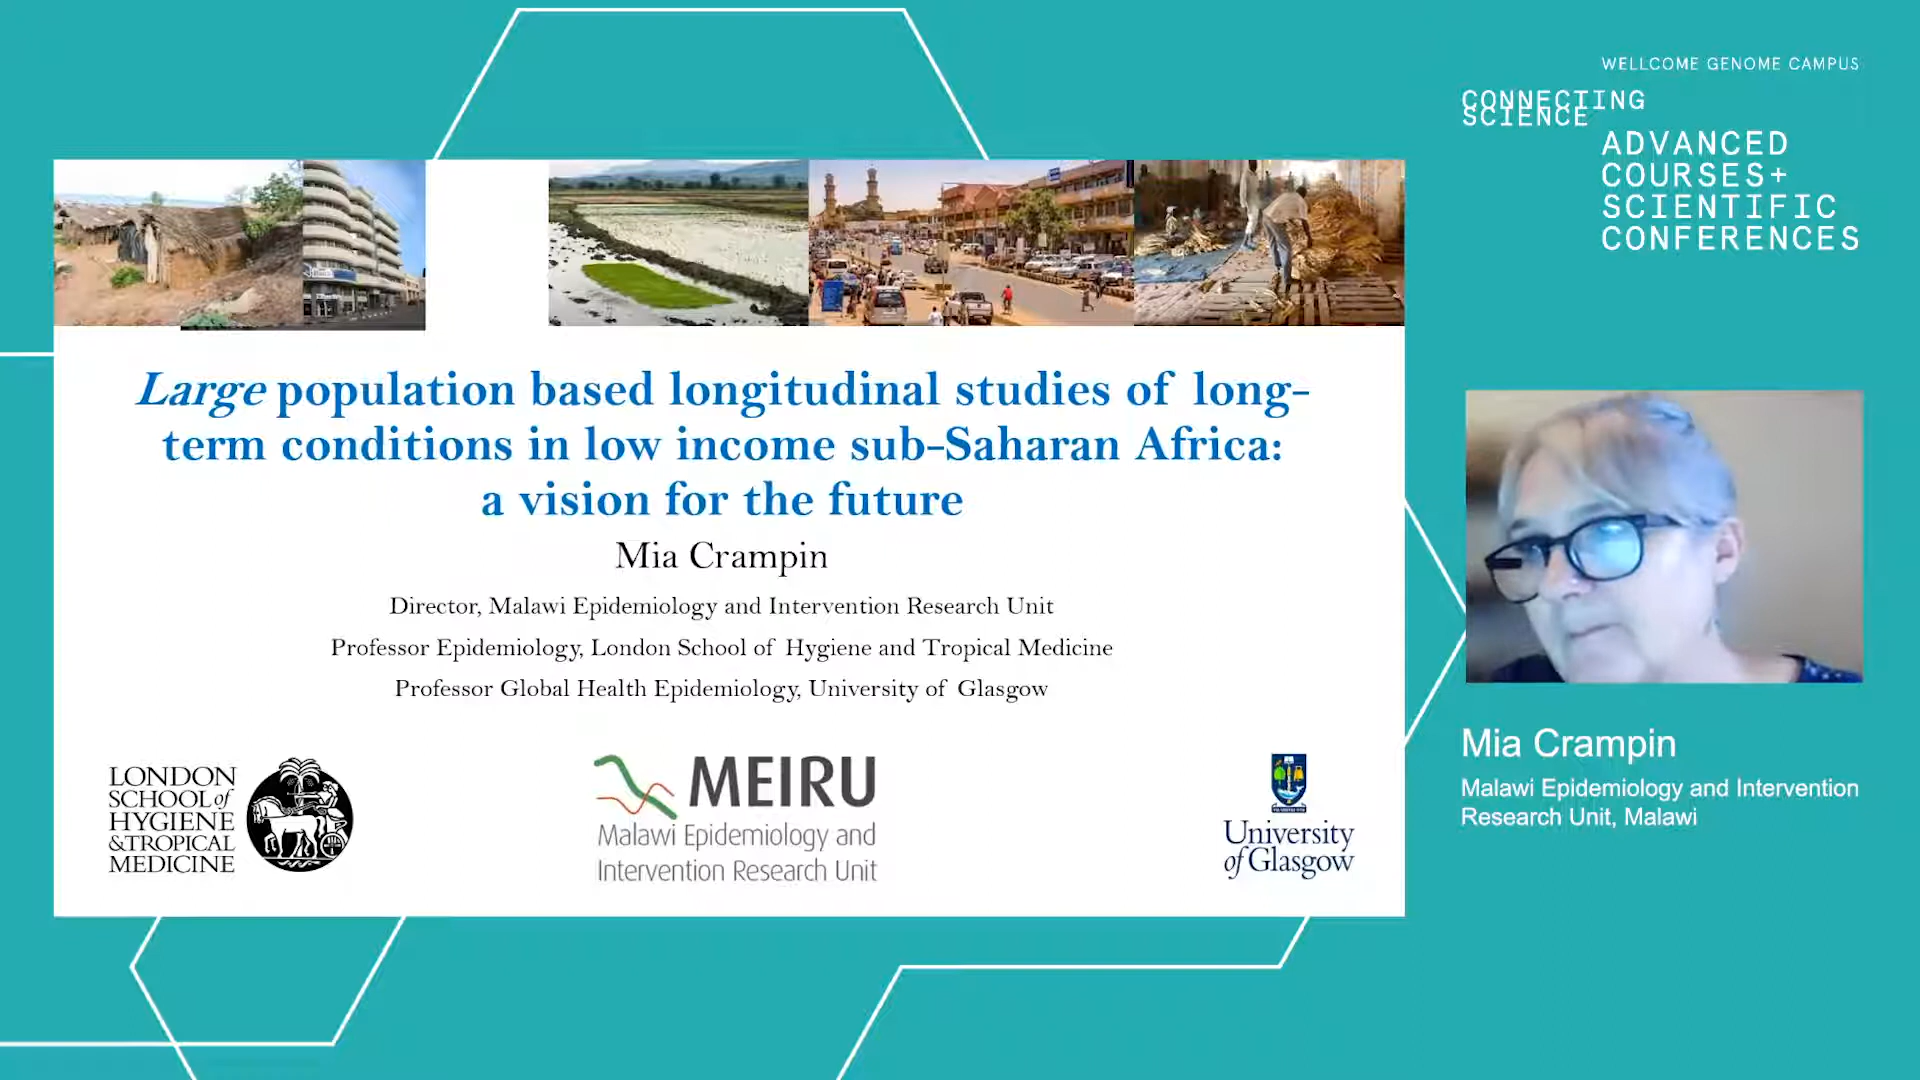 WELLCOME GENOME CAMPUS
CONNECTING
SCIENCE
ADVANCED
COURSES+
SCIENTIFIC
CONFERENCES
Large population based longitudinal studies of long-
term conditions in low income sub-Saharan Africa:
a vision for the future
Mia Crampin
Director, Malawi Epidemiology and Intervention Research Unit
Professor Epidemiology, London School of Hygiene and Tropical Medicine
Professor Global Health Epidemiology, University of Glasgow
LONDON
SCHOOL of
HYGIENE
&TROPICAL
MEDICINE
MEIRU
Malawi Epidemiology and
Intervention Research Unit
University
of Glasgow
Mia Crampin
Malawi Epidemiology and Intervention
Research Unit, Malawi